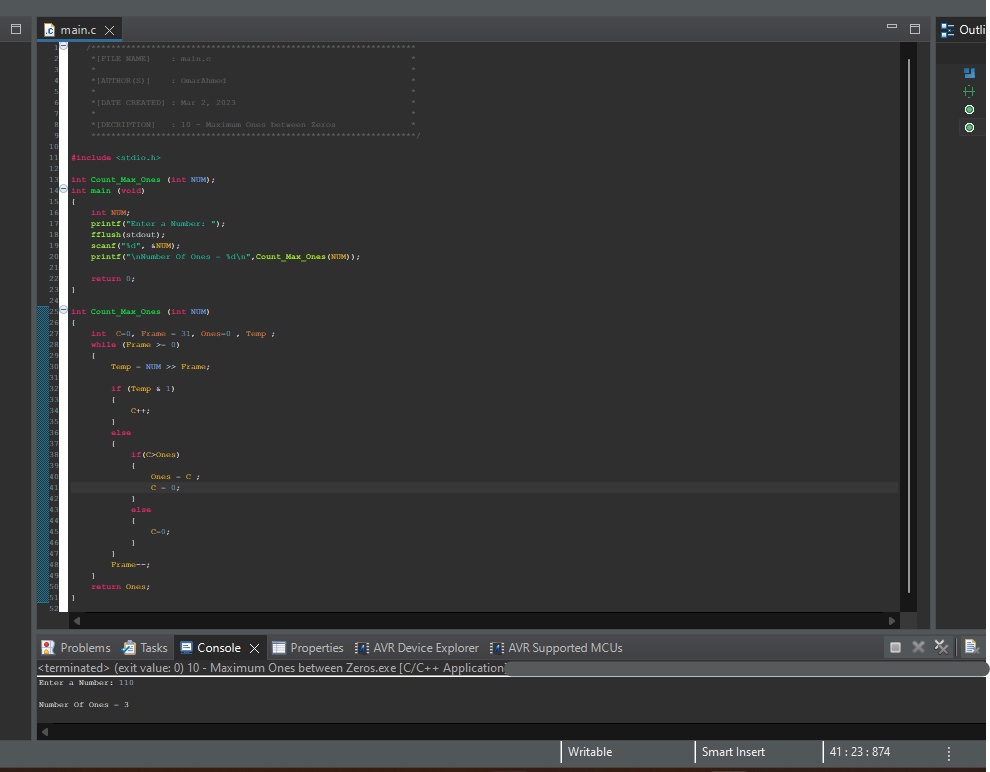 main.c
Outli
1 /*****************************************************************
2 *[FILE NAME] : main.c *
3 * *
4 *[AUTHOR(S)] : OmarAhmed *
5 * *
6 *[DATE CREATED] : Mar 2, 2023 *
7 * *
8 *[DECRIPTION] : 10 - Maximum Ones between Zeros *
9 *****************************************************************/
10
11 #include <stdio.h>
12
13 int Count_Max_Ones (int NUM);
14 int main (void)
15 {
16 int NUM;
17 printf("Enter a Number: ");
18 fflush(stdout);
19 scanf("%d", &NUM);
20 printf("\nNumber Of Ones = %d\n",Count_Max_Ones(NUM));
21
22 return 0;
23 }
24
25 int Count_Max_Ones (int NUM)
26 {
27 int C=0, Frame = 31, Ones=0 , Temp ;
28 while (Frame >= 0)
29 {
30 Temp = NUM >> Frame;
31
32 if (Temp & 1)
33 {
34 C++;
35 }
36 else
37 {
38 if(C>Ones)
39 {
40 Ones = C ;
41 C = 0;
42 }
43 else
44 {
45 C=0;
46 }
47 }
48 Frame--;
49 }
50 return Ones;
51 }
52
Problems Tasks Console Properties AVR Device Explorer AVR Supported MCUs
<terminated> (exit value: 0) 10 - Maximum Ones between Zeros.exe [C/C++ Application
Enter a Number: 110
Number Of Ones = 3
Writable Smart Insert 41 : 23 : 874